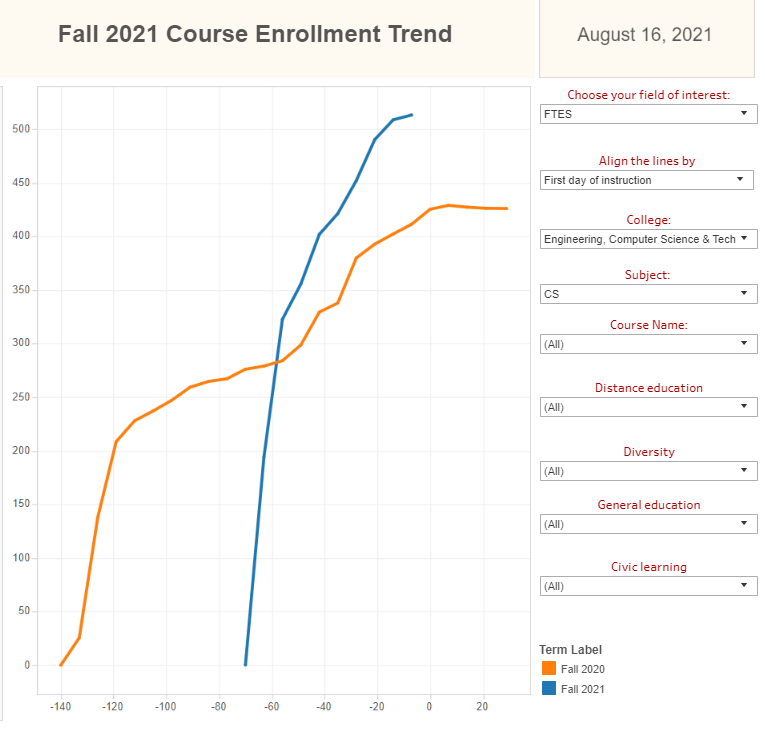 Fall 2021 Course Enrollment Trend
August 16, 2021
Choose your field of interest:
FTES
Align the lines by
First day of instruction
College:
Engineering, Computer Science & Tech
Subject:
CS
Course Name:
(All)
Distance education
(All)
Diversity
(All)
General education
(All)
Civic learning
(All)
Term Label
Fall 2020
Fall 2021
500
450
400
350
300
250
200
150
100
50
0
-140 -120 -100 -80 -60 -40 -20 0 20